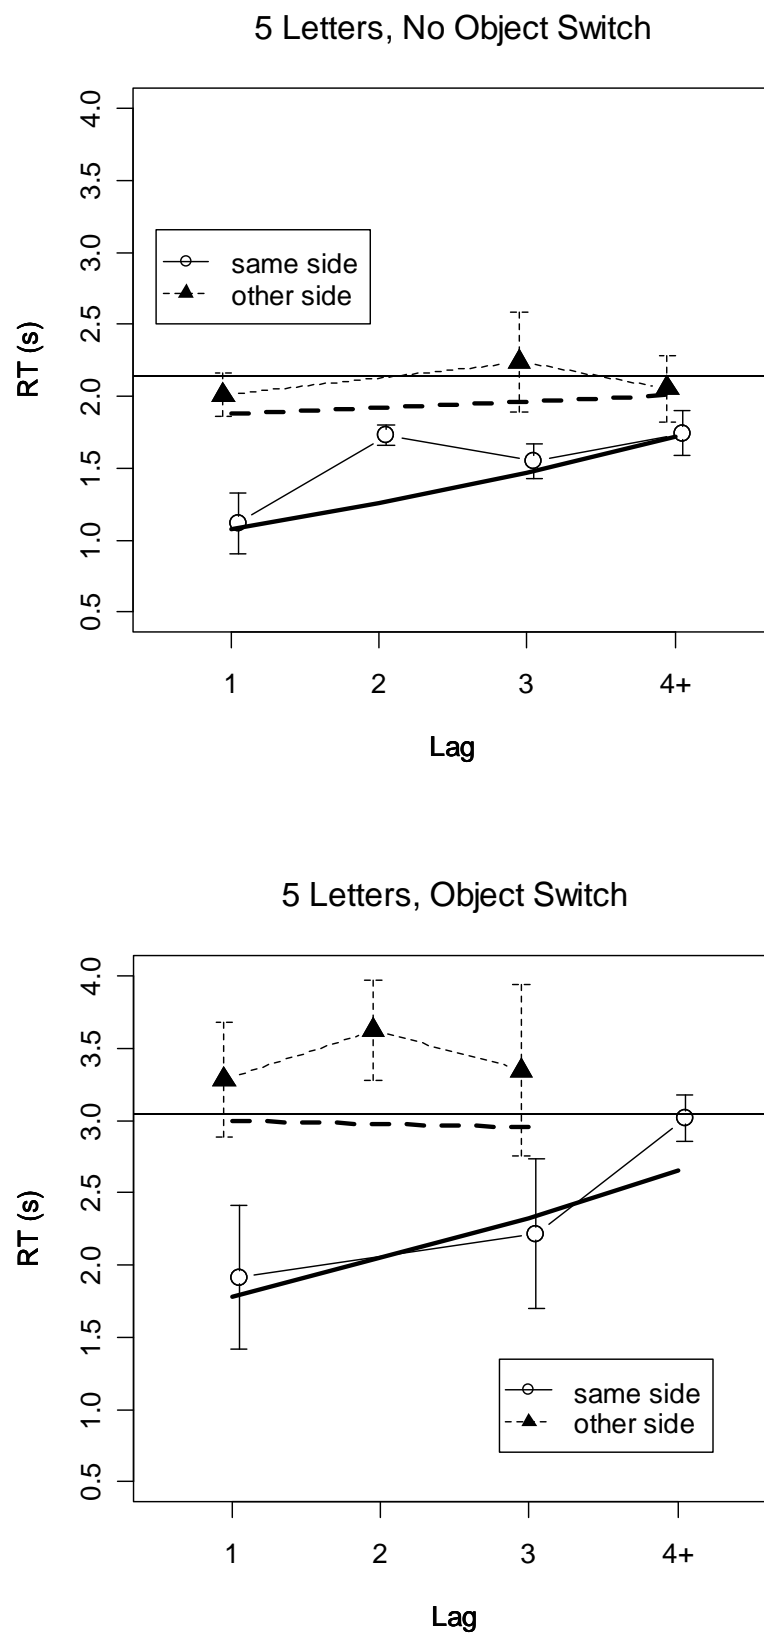 5 Letters, No Object Switch
4.0
3.5
3.0
2.5
2.0
1.5
1.0
0.5
RT (s)
same side
other side
1 2 3 4+
Lag
5 Letters, Object Switch
4.0
3.5
3.0
2.5
2.0
1.5
1.0
0.5
RT (s)
same side
other side
1 2 3 4+
Lag